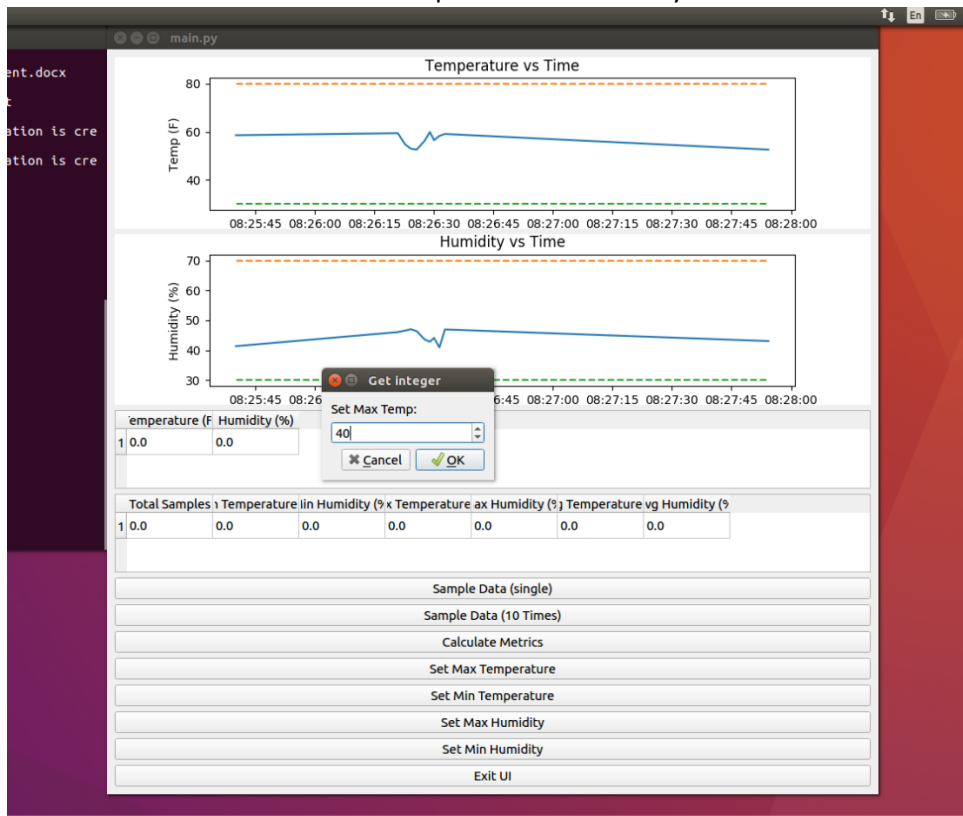 En
main.py
ent.docx
t
ation is cre
ation is cre
Temperature vs Time
80
60
40
Temp (F)
08:25:45 08:26:00 08:26:15 08:26:30 08:26:45 08:27:00 08:27:15 08:27:30 08:27:45 08:28:00
Humidity vs Time
70
60
50
40
30
Humidity (%)
08:25:45 08:26 6:45 08:27:00 08:27:15 08:27:30 08:27:45 08:28:00
Get integer
Set Max Temp:
40
Cancel OK
emperature (F Humidity (%)
1 0.0 0.0
Total Samples n Temperature lin Humidity (% x Temperature ax Humidity (% g Temperature vg Humidity (%
1 0.0 0.0 0.0 0.0 0.0 0.0 0.0
Sample Data (single)
Sample Data (10 Times)
Calculate Metrics
Set Max Temperature
Set Min Temperature
Set Max Humidity
Set Min Humidity
Exit UI